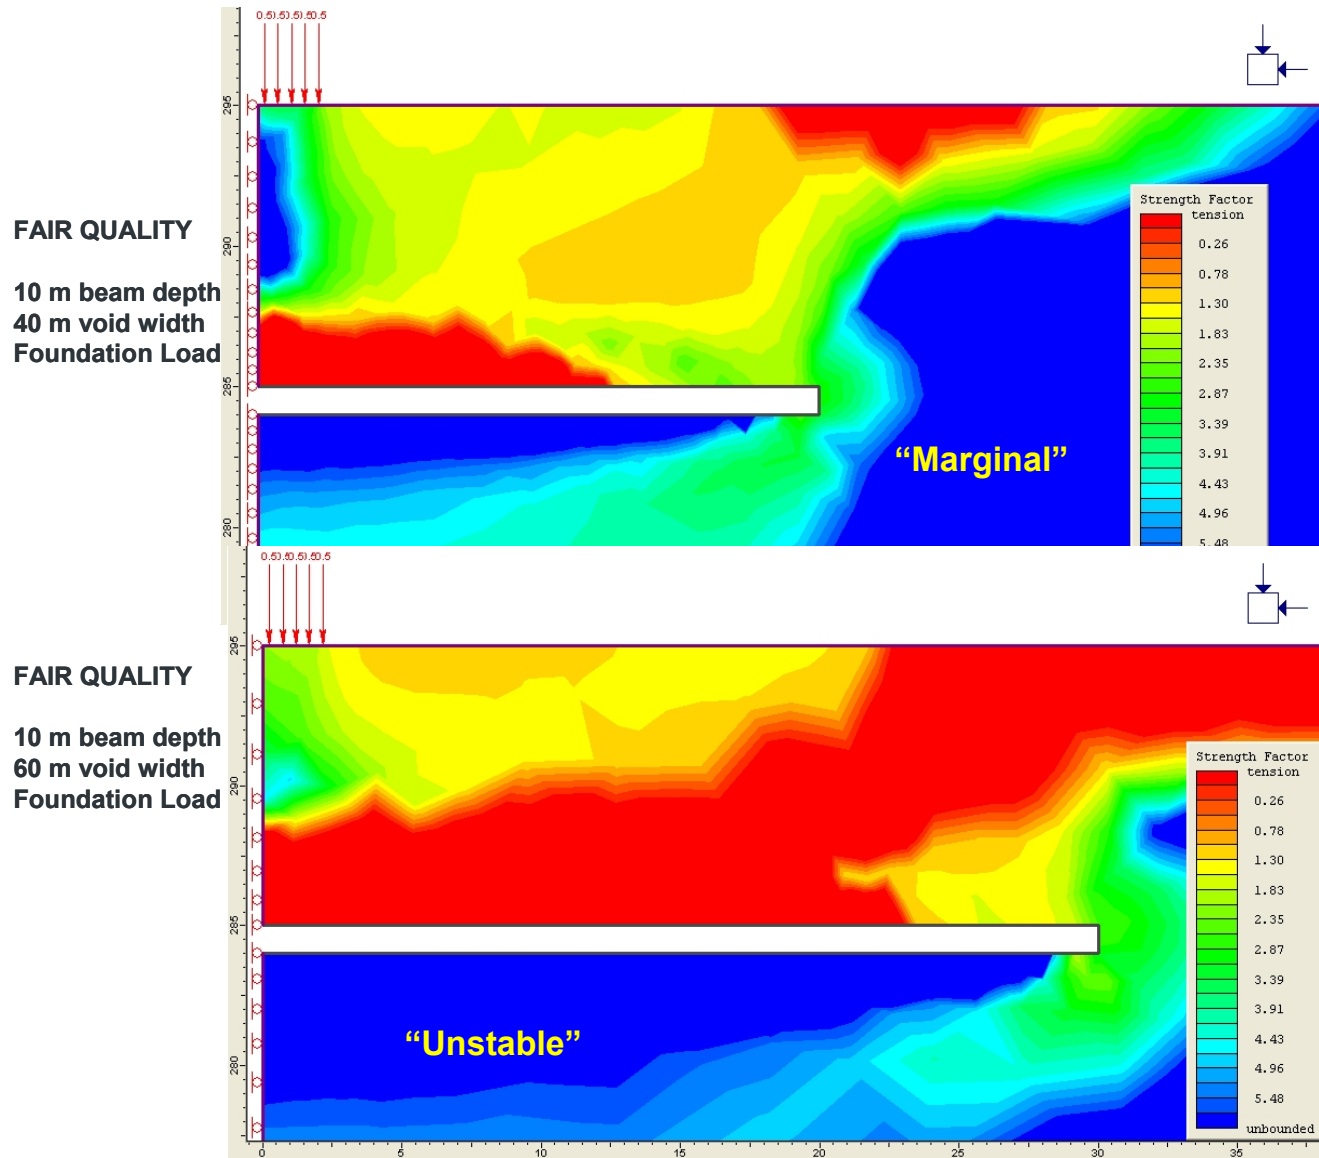 0.5 0.5 0.5 0.5 0.5
295
290
285
280
FAIR QUALITY
10 m beam depth
40 m void width
Foundation Load
Strength Factor
tension
0.26
0.78
1.30
1.83
2.35
2.87
3.39
3.91
4.43
4.96
5.48
“Marginal”
0.5 0.5 0.5 0.5 0.5
295
290
285
280
FAIR QUALITY
10 m beam depth
60 m void width
Foundation Load
Strength Factor
tension
0.26
0.78
1.30
1.83
2.35
2.87
3.39
3.91
4.43
4.96
5.48
unbounded
“Unstable”
0 5 10 15 20 25 30 35